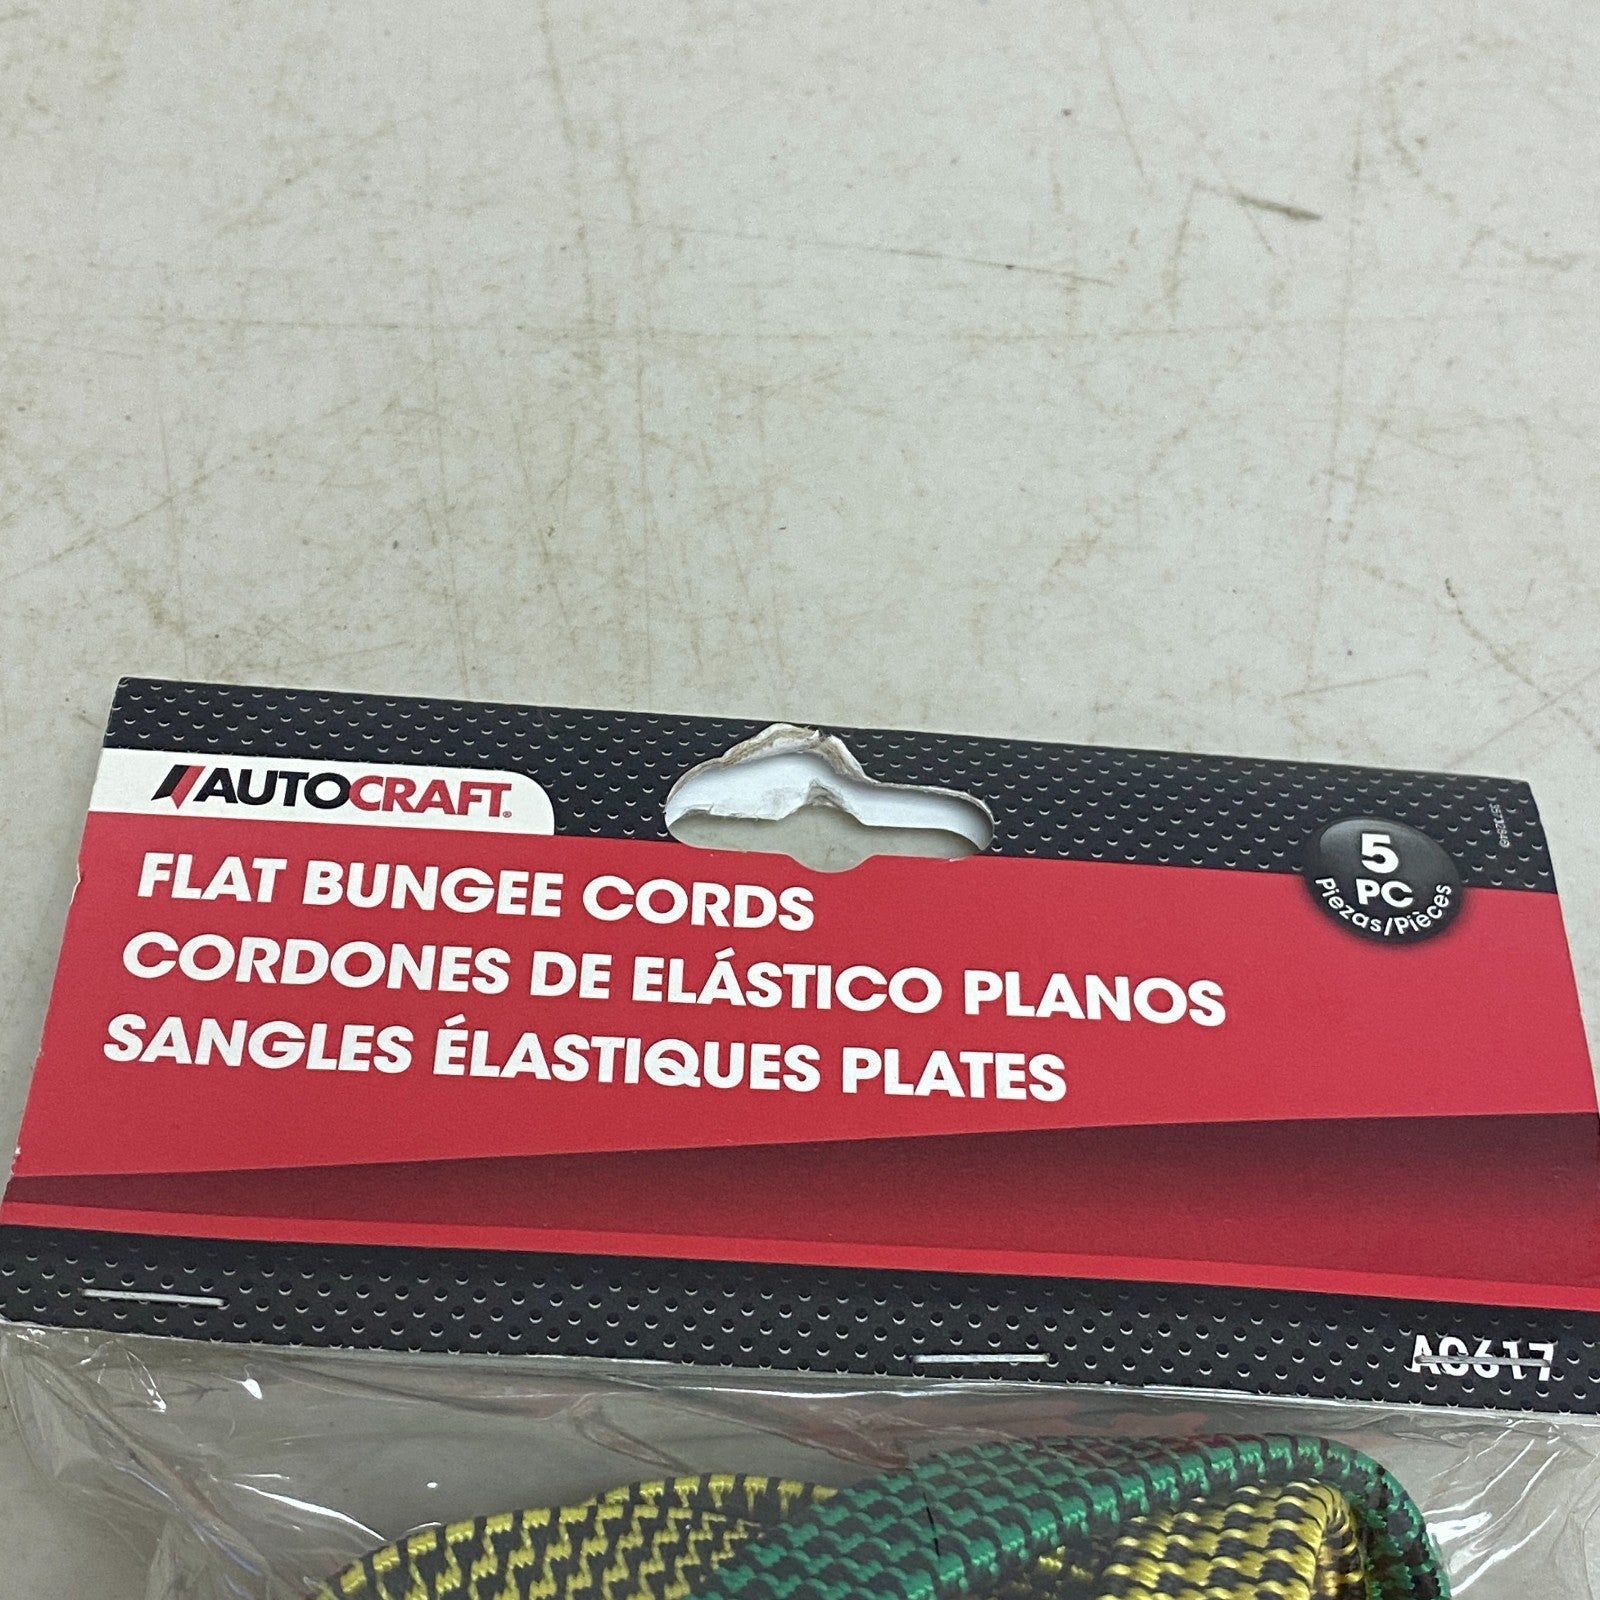 AUTOCRAFT®
FLAT BUNGEE CORDS
CORDONES DE ELÁSTICO PLANOS
SANGLES ÉLASTIQUES PLATES
5
PC
Piezas/Pièces
AC617